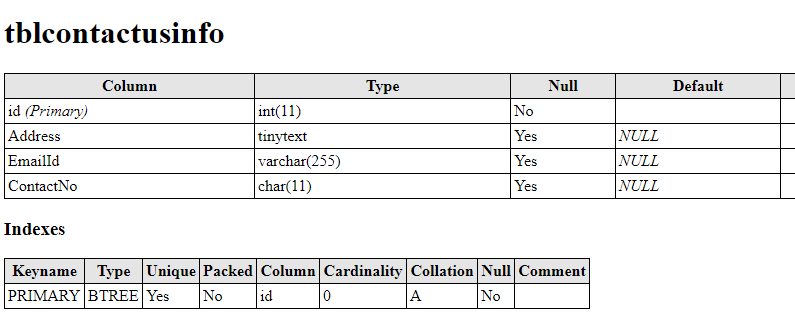 tblcontactusinfo
Column Type Null Default
id (Primary) int(11) No
Address tinytext Yes NULL
EmailId varchar(255) Yes NULL
ContactNo char(11) Yes NULL
Indexes
Keyname Type Unique Packed Column Cardinality Collation Null Comment
PRIMARY BTREE Yes No id 0 A No